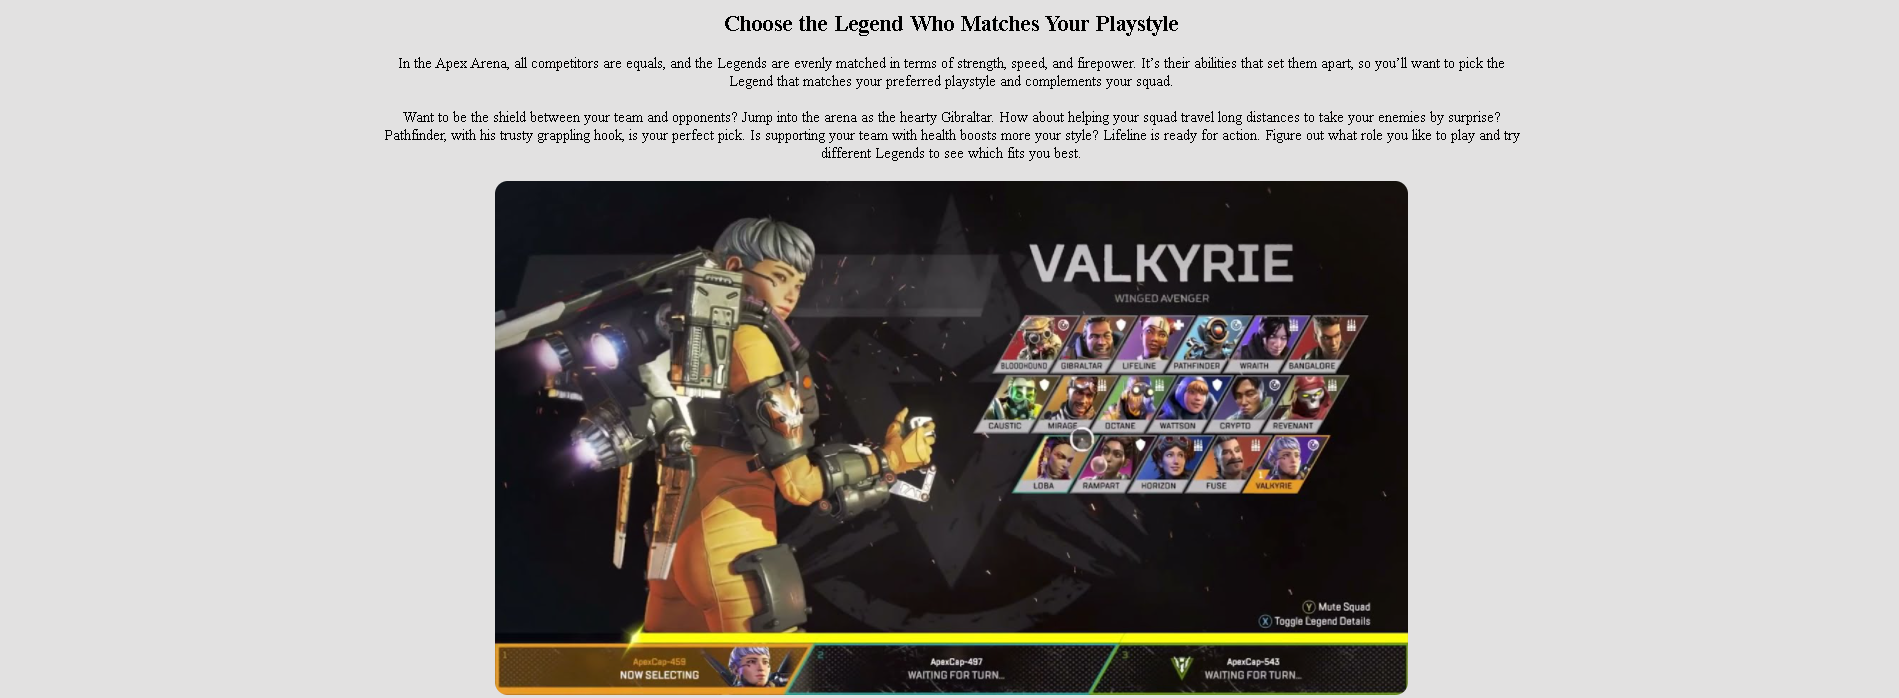 Choose the Legend Who Matches Your Playstyle
In the Apex Arena, all competitors are equals, and the Legends are evenly matched in terms of strength, speed, and firepower. It’s their abilities that set them apart, so you’ll want to pick the
Legend that matches your preferred playstyle and complements your squad.
Want to be the shield between your team and opponents? Jump into the arena as the hearty Gibraltar. How about helping your squad travel long distances to take your enemies by surprise?
Pathfinder, with his trusty grappling hook, is your perfect pick. Is supporting your team with health boosts more your style? Lifeline is ready for action. Figure out what role you like to play and try
different Legends to see which fits you best.
VALKYRIE
WINGED AVENGER
BLOODHOUND GIBRALTAR LIFELINE PATHFINDER WRAITH BANGALORE
CAUSTIC MIRAGE OCTANE WATTSON CRYPTO REVENANT
LOBA RAMPART HORIZON FUSE VALKYRIE
Y Mute Squad
X Toggle Legend Details
1 ApexCap-459 2 ApexCap-497 3 ApexCap-543
NOW SELECTING WAITING FOR TURN... WAITING FOR TURN...